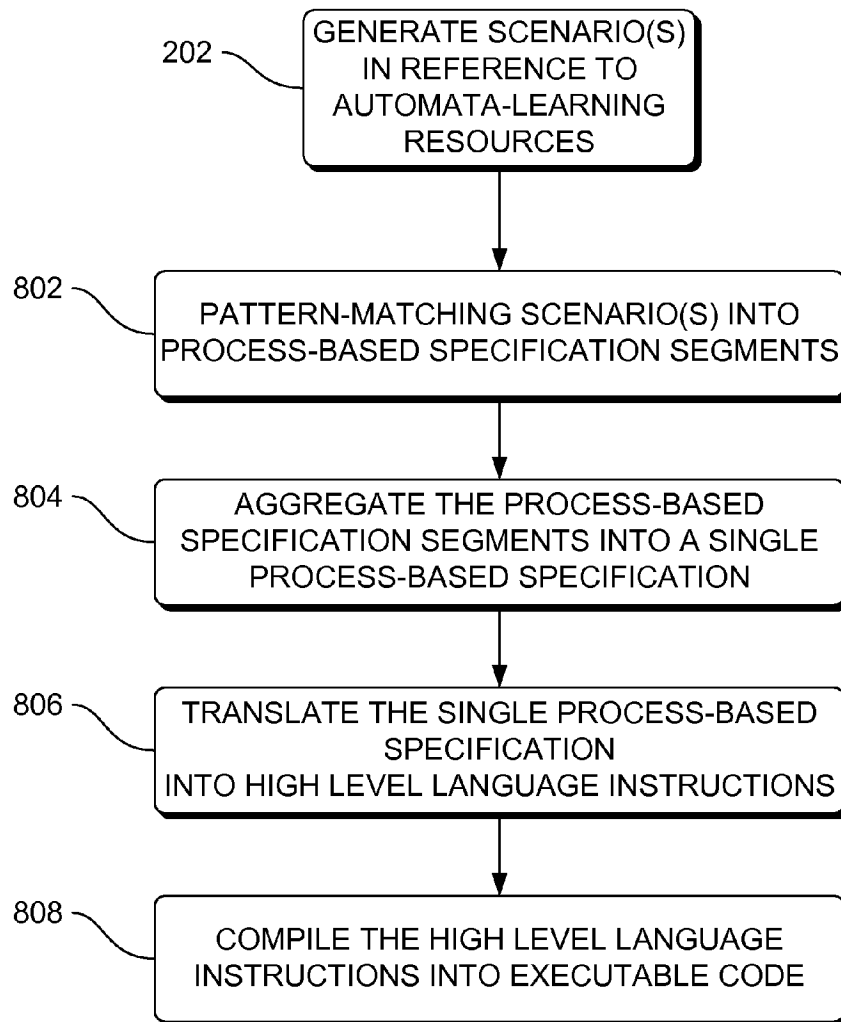 202
GENERATE SCENARIO(S)
IN REFERENCE TO
AUTOMATA-LEARNING
RESOURCES
802
PATTERN-MATCHING SCENARIO(S) INTO
PROCESS-BASED SPECIFICATION SEGMENTS
804
AGGREGATE THE PROCESS-BASED
SPECIFICATION SEGMENTS INTO A SINGLE
PROCESS-BASED SPECIFICATION
806
TRANSLATE THE SINGLE PROCESS-BASED
SPECIFICATION
INTO HIGH LEVEL LANGUAGE INSTRUCTIONS
808
COMPILE THE HIGH LEVEL LANGUAGE
INSTRUCTIONS INTO EXECUTABLE CODE